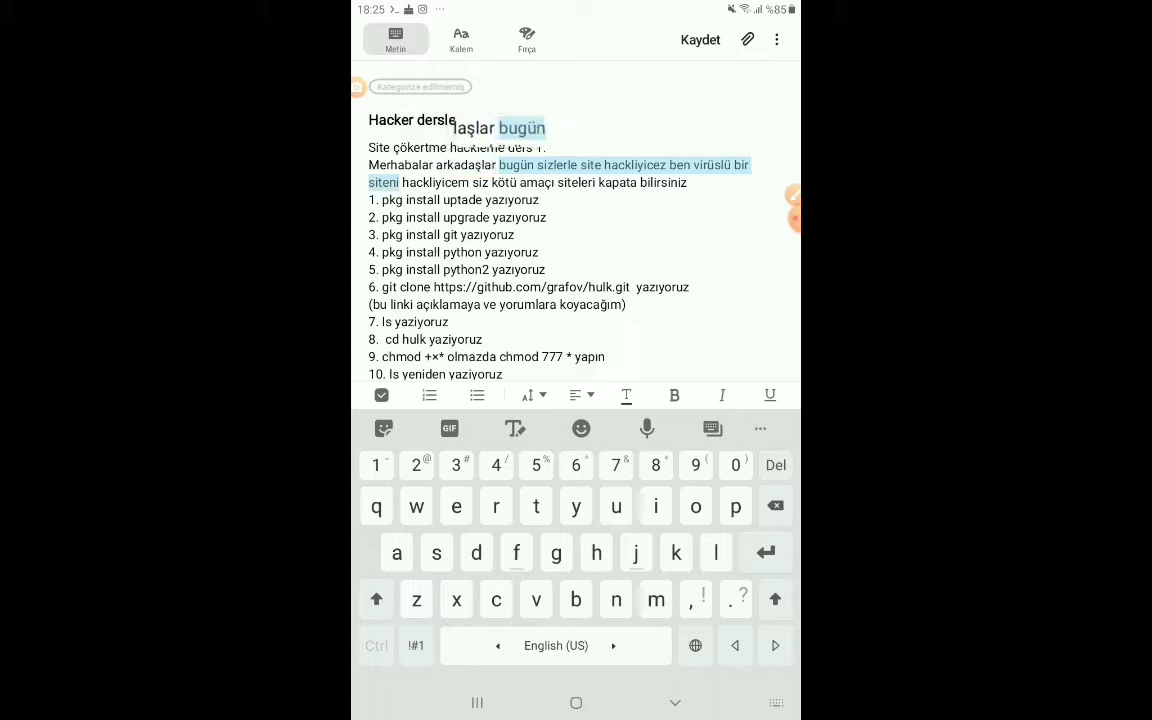 18:25 %85
Metin Kalem Fırça Kaydet
Kategorize edilmemiş
Hacker dersle
laşlar bugün
Site çökertme hackleme ders 1.
Merhabalar arkadaşlar bugün sizlerle site hackliyicez ben virüslü bir
siteni hackliyicem siz kötü amaçı siteleri kapata bilirsiniz
1. pkg install uptade yazıyoruz
2. pkg install upgrade yazıyoruz
3. pkg install git yazıyoruz
4. pkg install python yazıyoruz
5. pkg install python2 yazıyoruz
6. git clone https://github.com/grafov/hulk.git  yazıyoruz
(bu linki açıklamaya ve yorumlara koyacağım)
7. ls yaziyoruz
8.  cd hulk yaziyoruz
9. chmod +×* olmazda chmod 777 * yapın
10. ls yeniden yaziyoruz
T B I U
GIF T
1 - 2 @ 3 # 4 / 5 % 6 ^ 7 & 8 * 9 ( 0 ) Del
q w e r t y u i o p
a s d f g h j k l
z x c v b n m , ! . ?
Ctrl !#1 English (US)